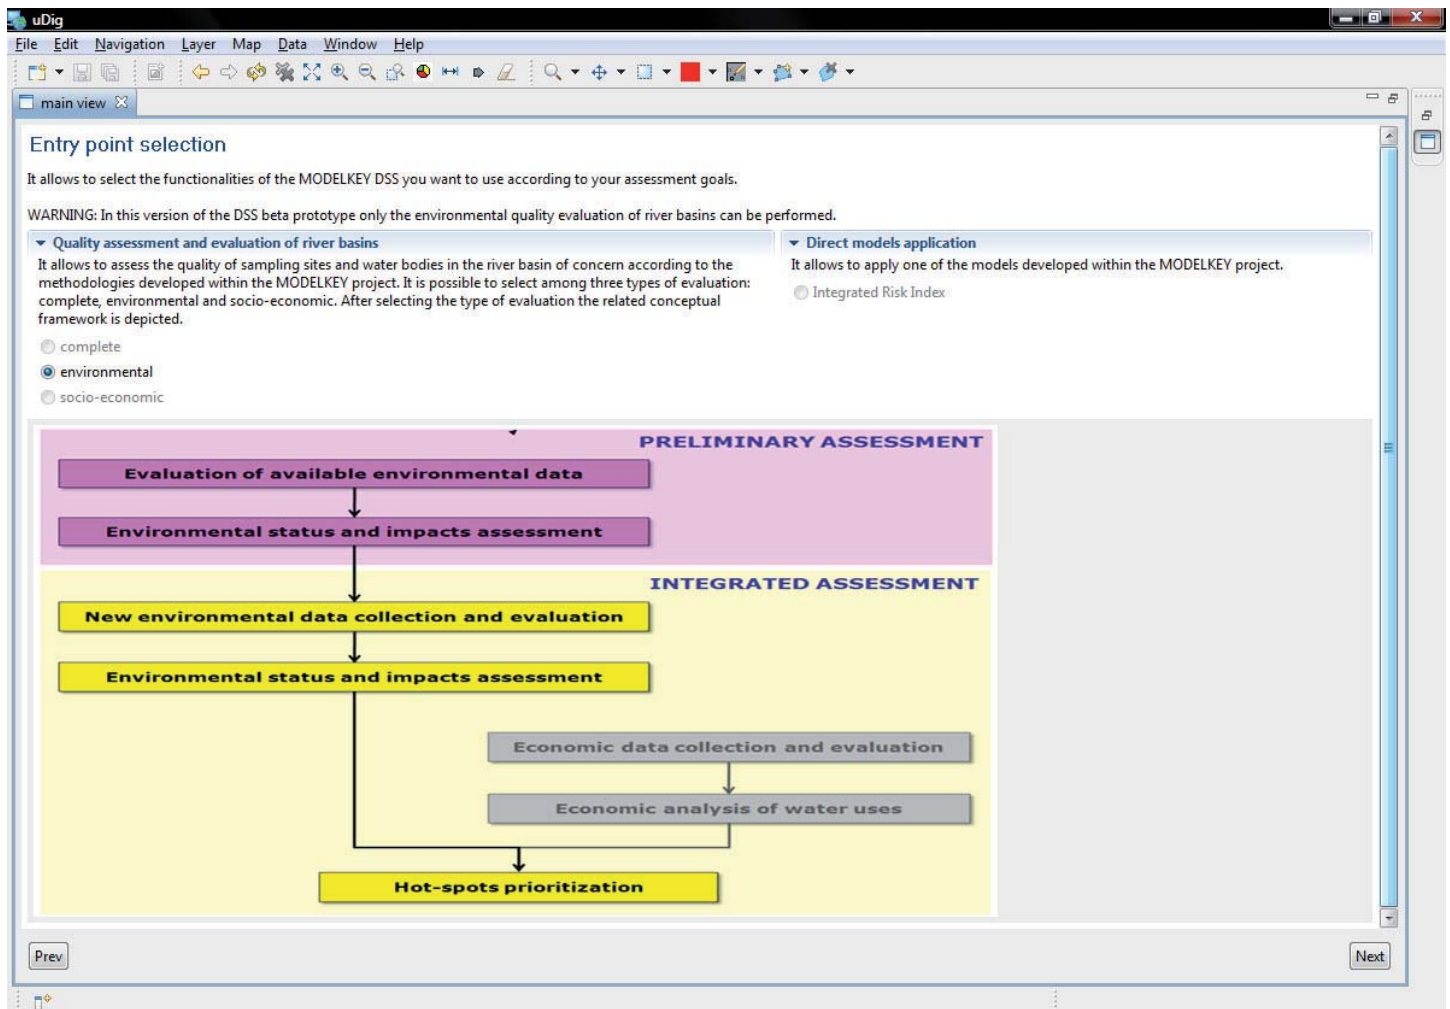 uDig
File Edit Navigation Layer Map Data Window Help
main view
Entry point selection
It allows to select the functionalities of the MODELKEY DSS you want to use according to your assessment goals.
WARNING: In this version of the DSS beta prototype only the environmental quality evaluation of river basins can be performed.
Quality assessment and evaluation of river basins
It allows to assess the quality of sampling sites and water bodies in the river basin of concern according to the
methodologies developed within the MODELKEY project. It is possible to select among three types of evaluation:
complete, environmental and socio-economic. After selecting the type of evaluation the related conceptual
framework is depicted.
complete
environmental
socio-economic
Direct models application
It allows to apply one of the models developed within the MODELKEY project.
Integrated Risk Index
PRELIMINARY ASSESSMENT
Evaluation of available environmental data
Environmental status and impacts assessment
INTEGRATED ASSESSMENT
New environmental data collection and evaluation
Environmental status and impacts assessment
Economic data collection and evaluation
Economic analysis of water uses
Hot-spots prioritization
Prev
Next